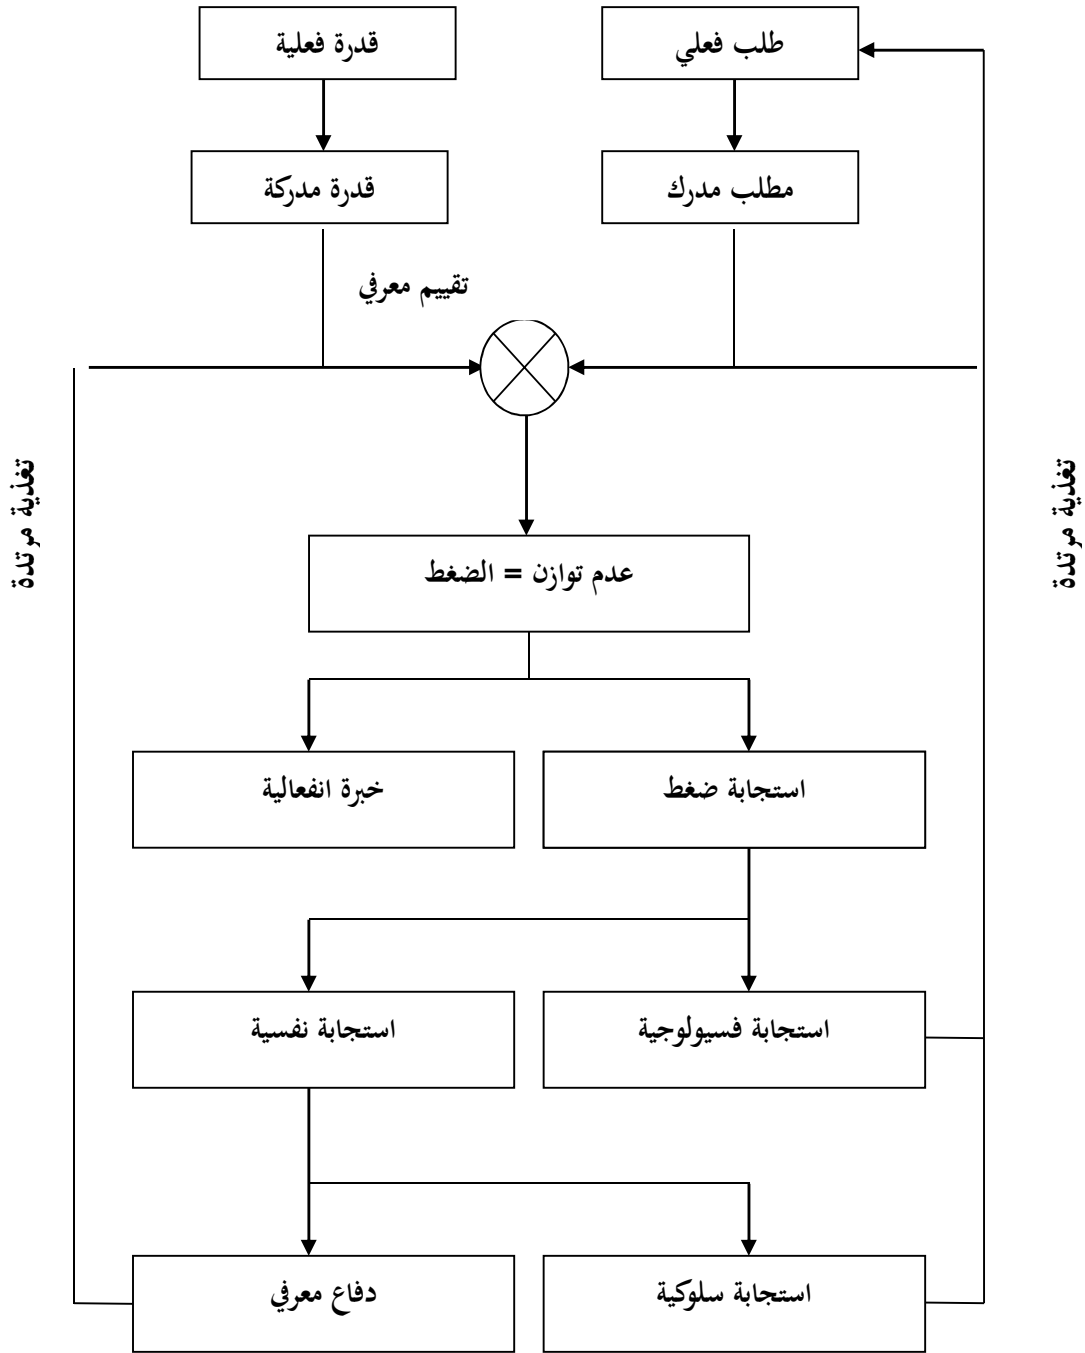 طلب فعلي
قدرة فعلية
مطلب مدرك
قدرة مدركة
تقييم معرفي
تغذية مرتدة
تغذية مرتدة
عدم توازن = الضغط
استجابة ضغط
خبرة انفعالية
استجابة فسيولوجية
استجابة نفسية
استجابة سلوكية
دفاع معرفي